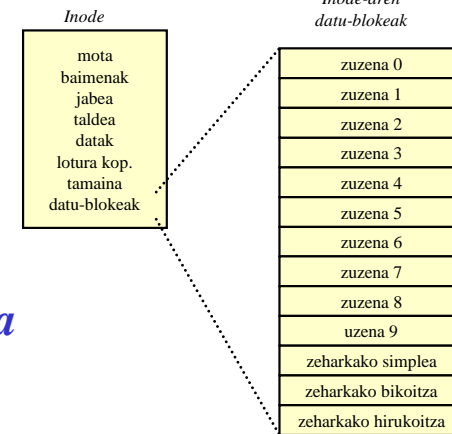 Inode
mota
baimenak
jabea
taldea
datak
lotura kop.
tamaina
datu-blokeak
a
Inode-aren
datu-blokeak
zuzena 0
zuzena 1
zuzena 2
zuzena 3
zuzena 4
zuzena 5
zuzena 6
zuzena 7
zuzena 8
uzena 9
zeharkako simplea
zeharkako bikoitza
zeharkako hirukoitza